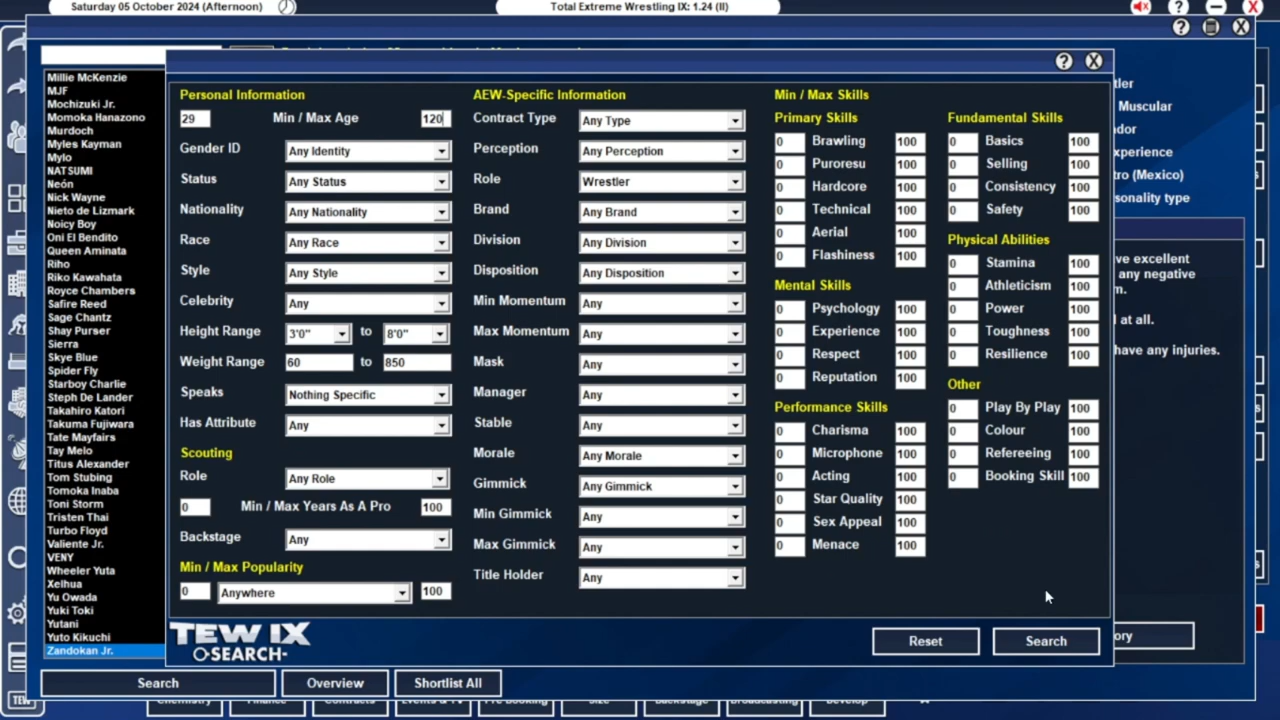 Saturday 05 October 2024 (Afternoon)
Total Extreme Wrestling IX: 1.24 (II)
Millie McKenzie
MJF
Mochizuki Jr.
Momoka Hanazono
Murdoch
Myles Kayman
Mylo
NATSUMI
Neón
Nick Wayne
Nieto de Lizmark
Noicy Boy
Oni El Bendito
Queen Aminata
Riho
Riko Kawahata
Royce Chambers
Safire Reed
Sage Chantz
Shay Purser
Sierra
Skye Blue
Spider Fly
Starboy Charlie
Steph De Lander
Takahiro Katori
Takuma Fujiwara
Tate Mayfairs
Tay Melo
Titus Alexander
Tom Stubing
Tomoka Inaba
Toni Storm
Tristen Thai
Turbo Floyd
Valiente Jr.
VENY
Wheeler Yuta
Xelhua
Yu Owada
Yuki Toki
Yutani
Yuto Kikuchi
Zandokan Jr.
Personal Information
29 Min / Max Age 120
Gender ID Any Identity
Status Any Status
Nationality Any Nationality
Race Any Race
Style Any Style
Celebrity Any
Height Range 3'0" to 8'0"
Weight Range 60 to 850
Speaks Nothing Specific
Has Attribute Any
Scouting
Role Any Role
0 Min / Max Years As A Pro 100
Backstage Any
Min / Max Popularity
0 Anywhere 100
AEW-Specific Information
Contract Type Any Type
Perception Any Perception
Role Wrestler
Brand Any Brand
Division Any Division
Disposition Any Disposition
Min Momentum Any
Max Momentum Any
Mask Any
Manager Any
Stable Any
Morale Any Morale
Gimmick Any Gimmick
Min Gimmick Any
Max Gimmick Any
Title Holder Any
Min / Max Skills
Primary Skills
0 Brawling 100
0 Puroresu 100
0 Hardcore 100
0 Technical 100
0 Aerial 100
0 Flashiness 100
Mental Skills
0 Psychology 100
0 Experience 100
0 Respect 100
0 Reputation 100
Performance Skills
0 Charisma 100
0 Microphone 100
0 Acting 100
0 Star Quality 100
0 Sex Appeal 100
0 Menace 100
Fundamental Skills
0 Basics 100
0 Selling 100
0 Consistency 100
0 Safety 100
Physical Abilities
0 Stamina 100
0 Athleticism 100
0 Power 100
0 Toughness 100
0 Resilience 100
Other
0 Play By Play 100
0 Colour 100
0 Refereeing 100
0 Booking Skill 100
TEW IX
SEARCH
Reset
Search
Muscular
tro (Mexico)
sonality type
ve excellent
any negative
at all.
have any injuries.
ory
Search
Overview
Shortlist All
TEW